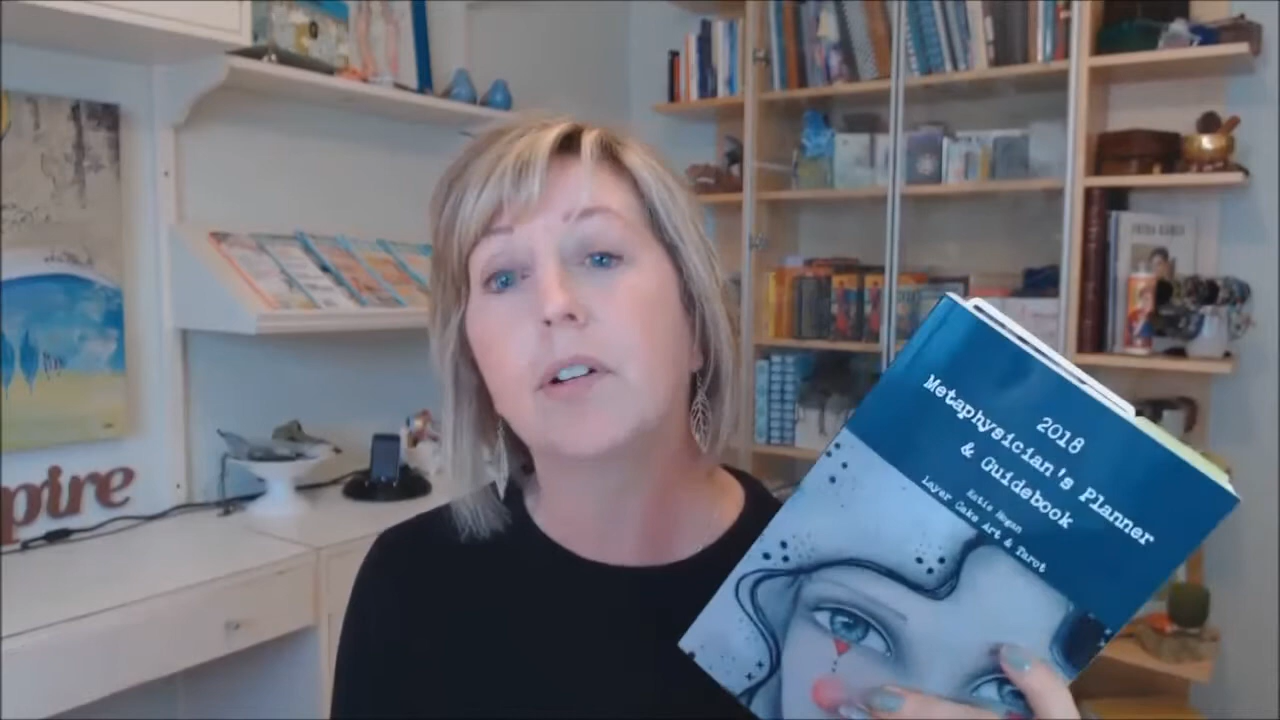 2018
Metaphysician's Planner
& Guidebook
Katie Hogan
Layer Cake Art & Tarot
pire